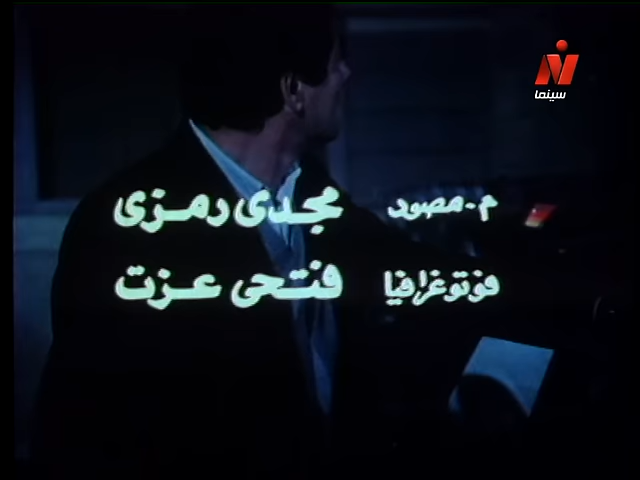 سينما
م. مصور مجدى رمزى
فوتوغرافيا فتحى عزت